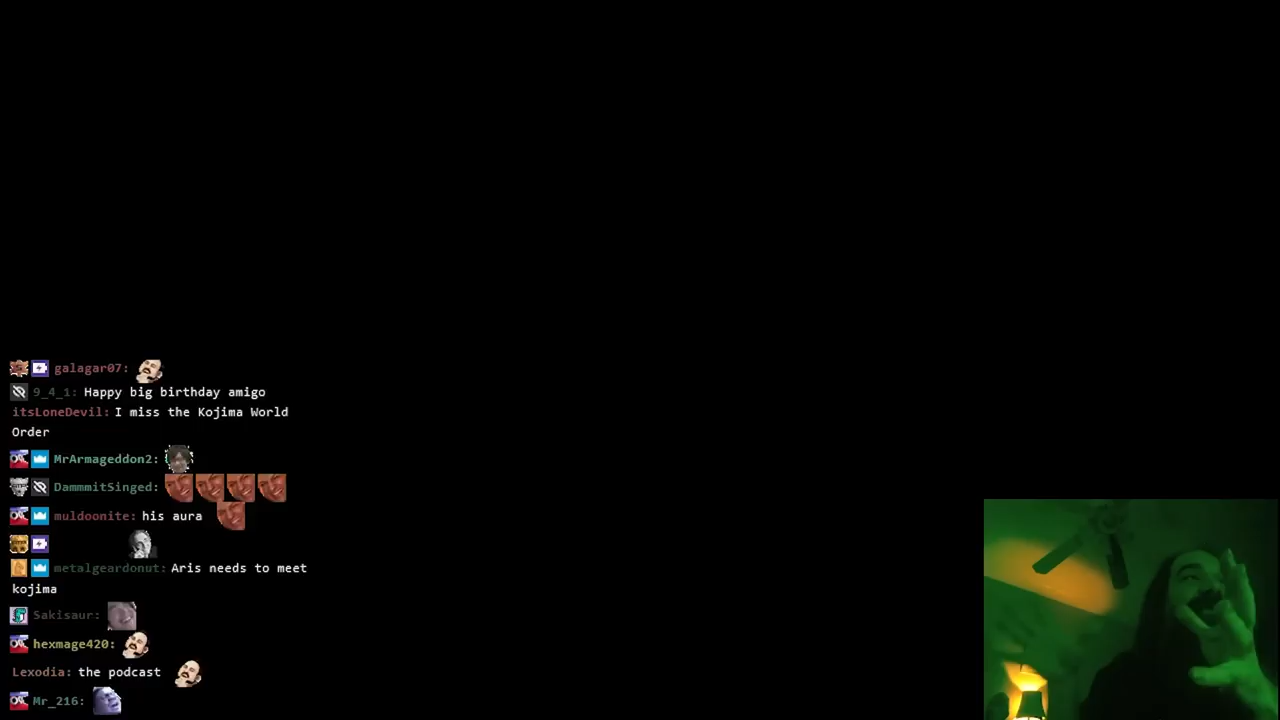 galagar07:
9_4_1: Happy big birthday amigo
itsLoneDevil: I miss the Kojima World
Order
MrArmageddon2:
DammmitSinged:
muldoonite: his aura
metalgeardonut: Aris needs to meet
kojima
Sakisaur:
hexmage420:
Lexodia: the podcast
Mr_216: